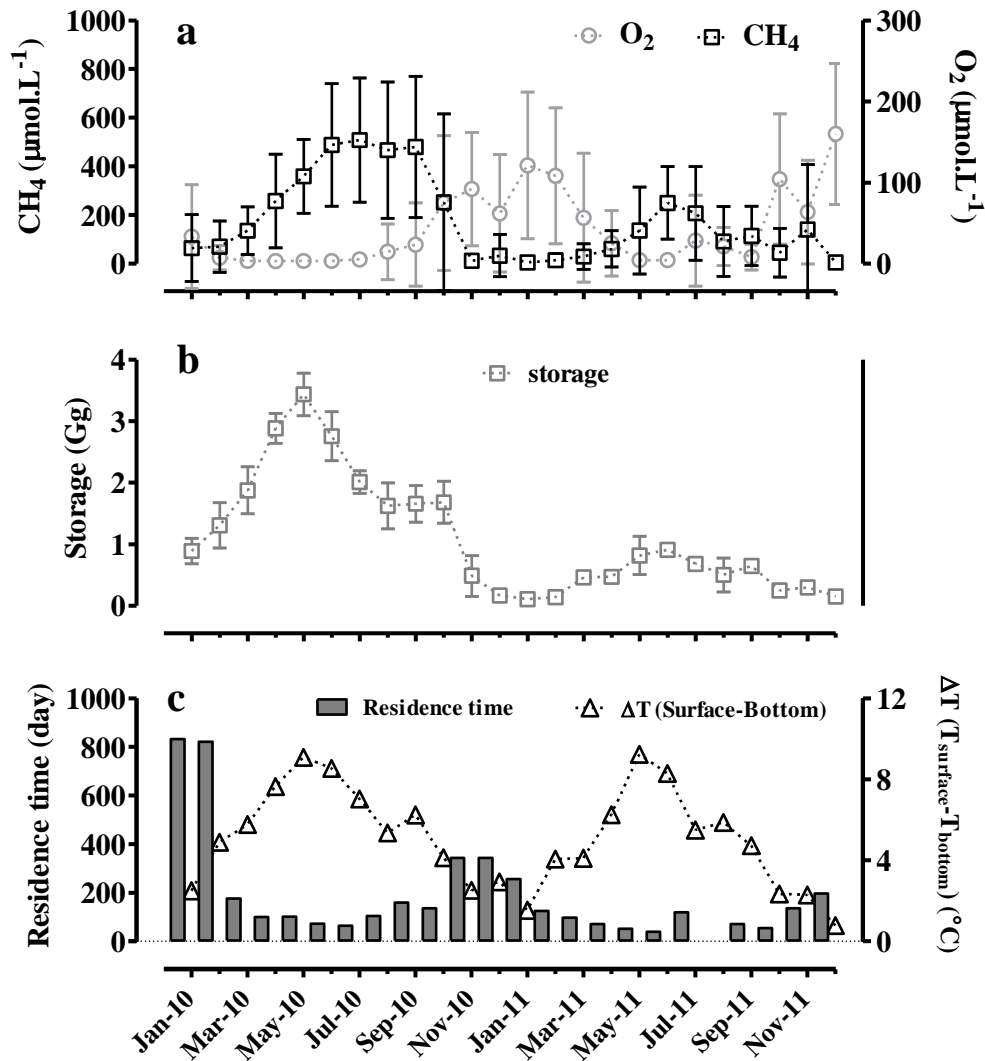 a
O2
CH4
1000
800
600
400
200
0
CH4 (μmol.L-1)
300
200
100
0
O2 (μmol.L-1)
b
storage
4
3
2
1
0
Storage (Gg)
c
Residence time
ΔT (Surface-Bottom)
1000
800
600
400
200
0
Residence time (day)
12
8
4
0
ΔT (Tsurface-Tbottom) (°C)
Jan-10
Mar-10
May-10
Jul-10
Sep-10
Nov-10
Jan-11
Mar-11
May-11
Jul-11
Sep-11
Nov-11